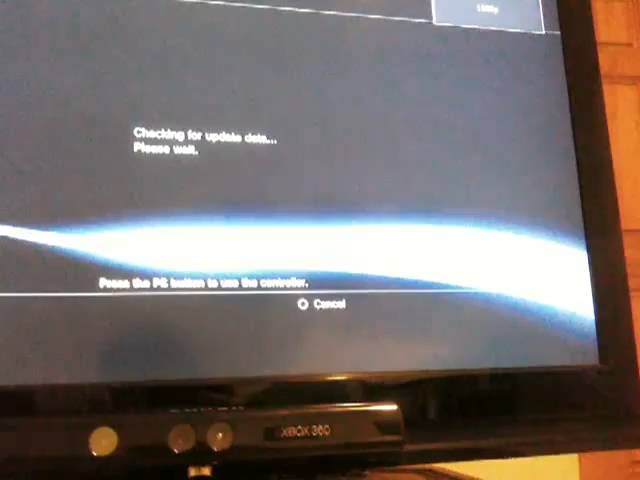 Checking for update data...
Please wait.
Press the PS button to use the controller.
Cancel
XBOX 360